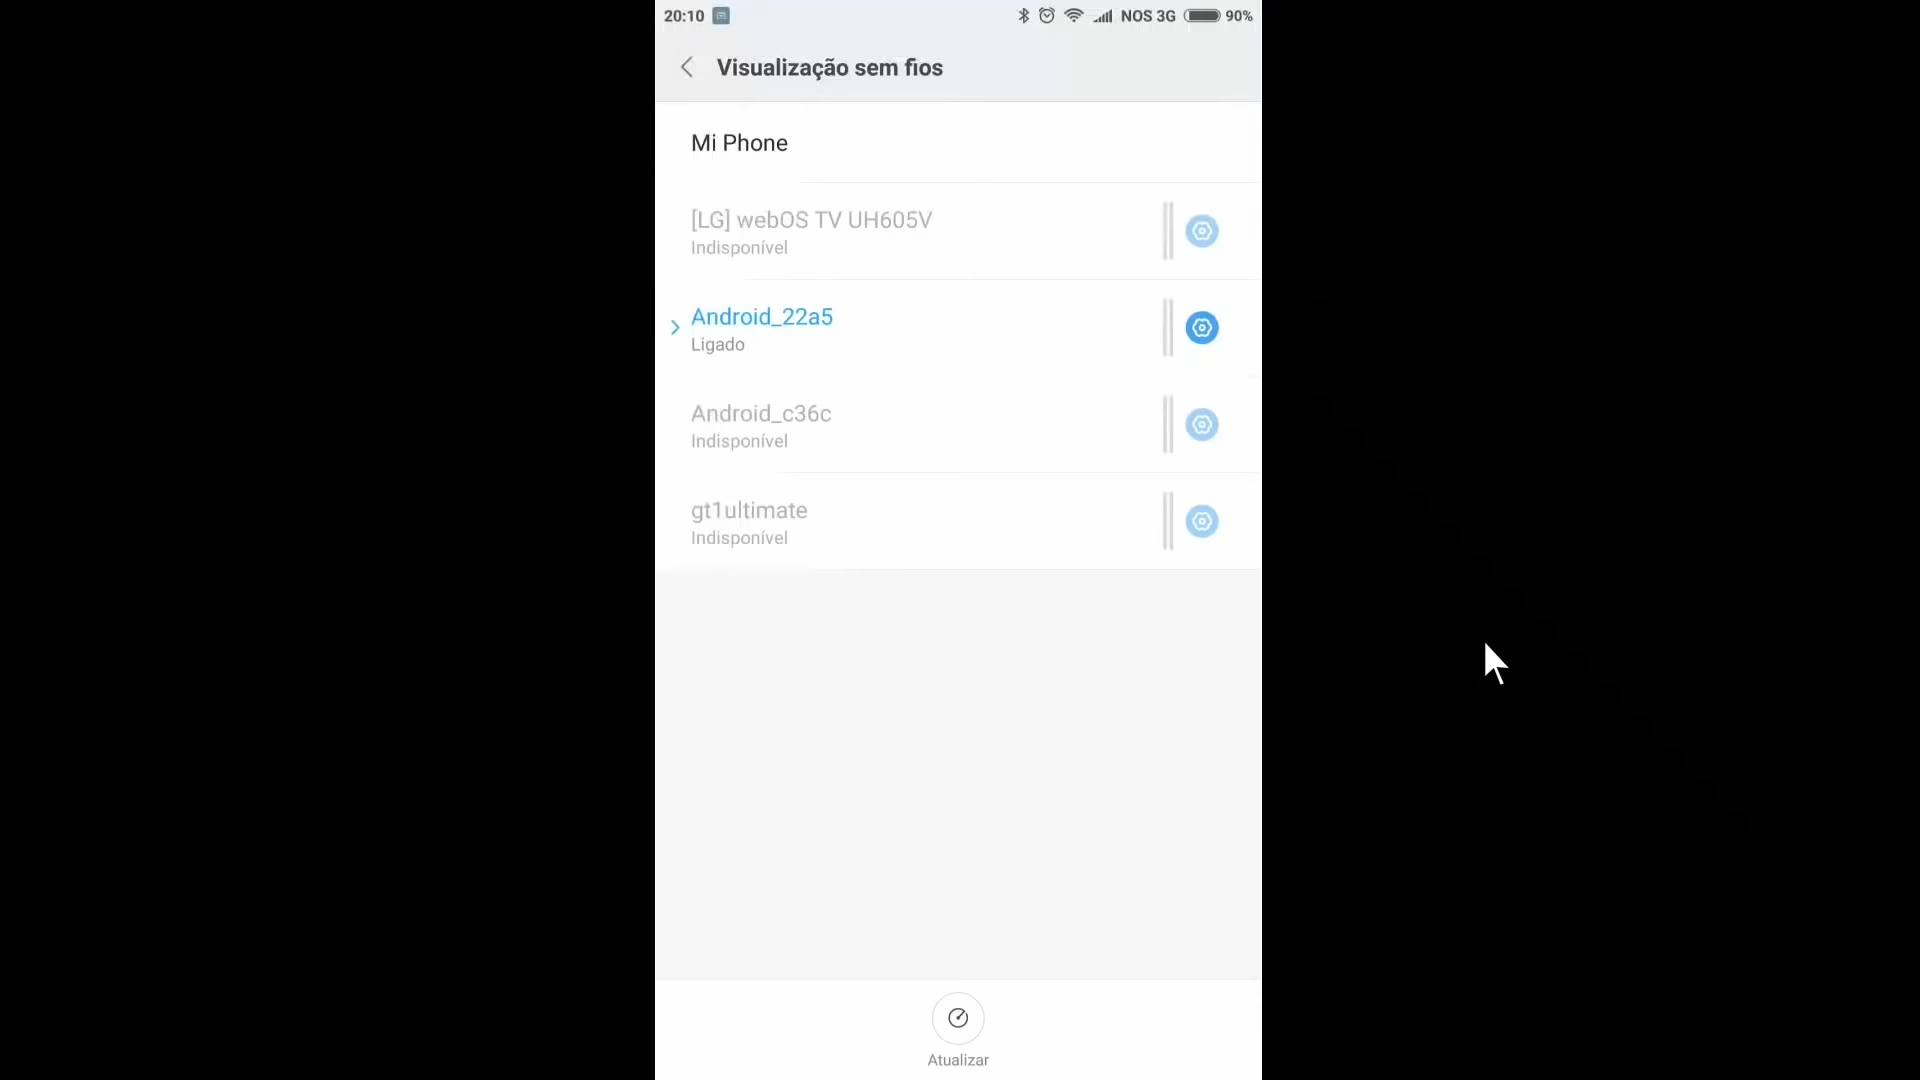 20:10 NOS 3G 90%
Visualização sem fios
Mi Phone
[LG] webOS TV UH605V
Indisponível
Android_22a5
Ligado
Android_c36c
Indisponível
gt1ultimate
Indisponível
Atualizar